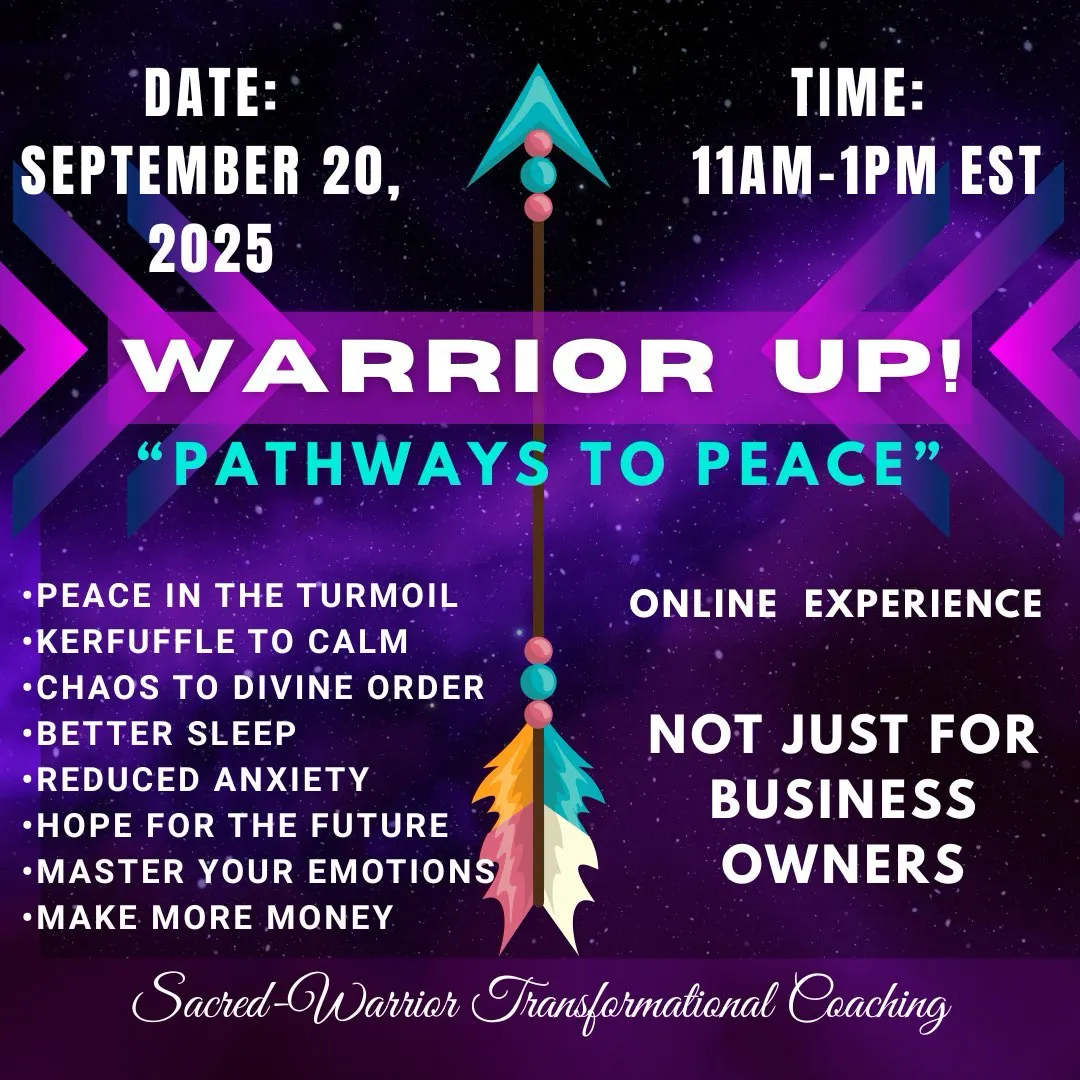 DATE:
SEPTEMBER 20,
2025
TIME:
11AM-1PM EST
WARRIOR UP!
“PATHWAYS TO PEACE”
•PEACE IN THE TURMOIL
•KERFUFFLE TO CALM
•CHAOS TO DIVINE ORDER
•BETTER SLEEP
•REDUCED ANXIETY
•HOPE FOR THE FUTURE
•MASTER YOUR EMOTIONS
•MAKE MORE MONEY
ONLINE EXPERIENCE
NOT JUST FOR
BUSINESS
OWNERS
Sacred-Warrior Transformational Coaching